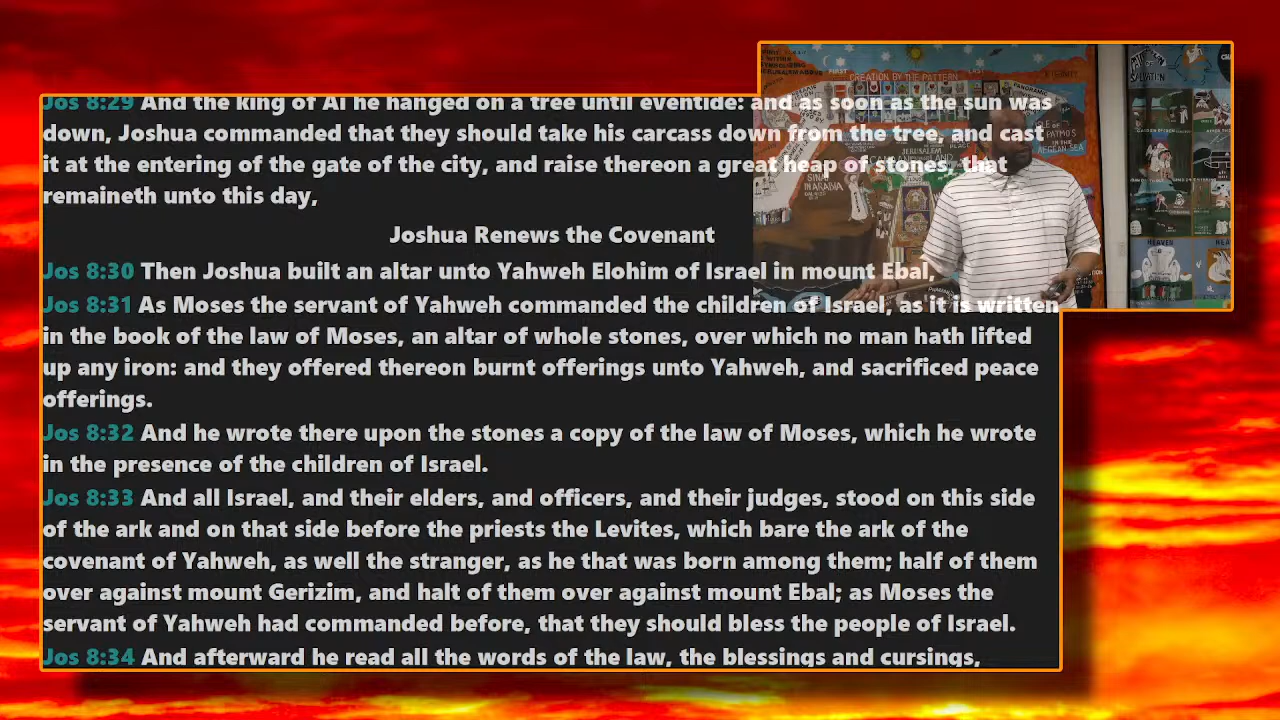 Jos 8:29 And the king of Ai he hanged on a tree until eventide: and as soon as the sun was
down, Joshua commanded that they should take his carcass down from the tree, and cast
it at the entering of the gate of the city, and raise thereon a great heap of stones, that
remaineth unto this day,
Joshua Renews the Covenant
Jos 8:30 Then Joshua built an altar unto Yahweh Elohim of Israel in mount Ebal,
Jos 8:31 As Moses the servant of Yahweh commanded the children of Israel, as it is written
in the book of the law of Moses, an altar of whole stones, over which no man hath lifted
up any iron: and they offered thereon burnt offerings unto Yahweh, and sacrificed peace
offerings.
Jos 8:32 And he wrote there upon the stones a copy of the law of Moses, which he wrote
in the presence of the children of Israel.
Jos 8:33 And all Israel, and their elders, and officers, and their judges, stood on this side
of the ark and on that side before the priests the Levites, which bare the ark of the
covenant of Yahweh, as well the stranger, as he that was born among them; half of them
over against mount Gerizim, and halt of them over against mount Ebal; as Moses the
servant of Yahweh had commanded before, that they should bless the people of Israel.
Jos 8:34 And afterward he read all the words of the law, the blessings and cursings,
FIRST
LAST
CREATION BY THE PATTERN
ISLE OF
PATMOS
IN THE
AEGEAN SEA
JERUSALEM
SINAI
IN ARABIA
HEAVEN